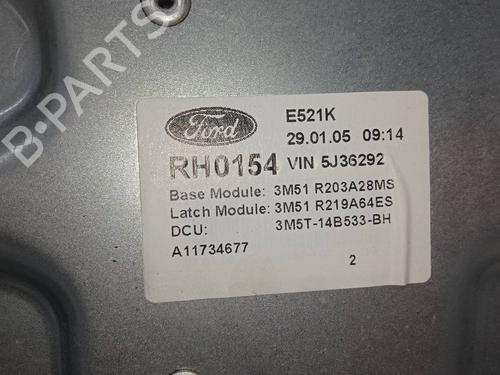 Ford
E521K
29.01.05 09:14
RH0154 VIN 5J36292
Base Module: 3M51 R203A28MS
Latch Module: 3M51 R219A64ES
DCU: 3M5T-14B533-BH
A11734677
2
B-PARTS